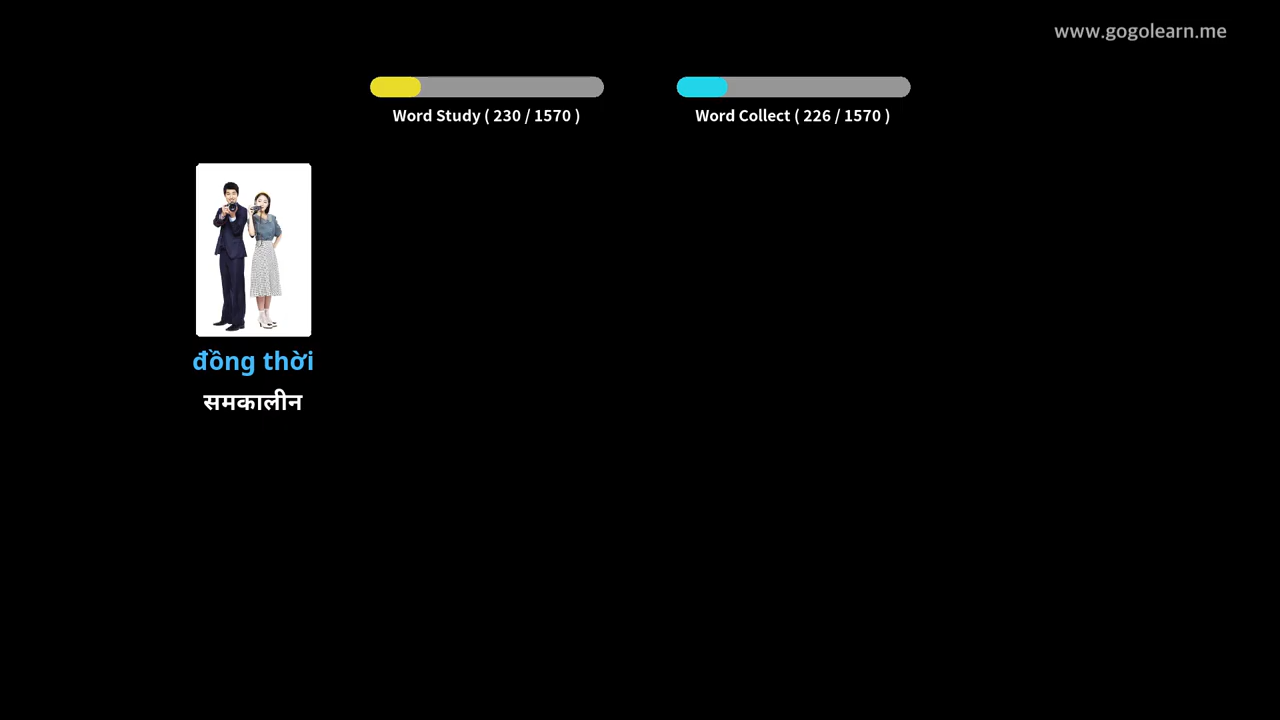 www.gogolearn.me
Word Study ( 230 / 1570 )
Word Collect ( 226 / 1570 )
đồng thời
समकालीन